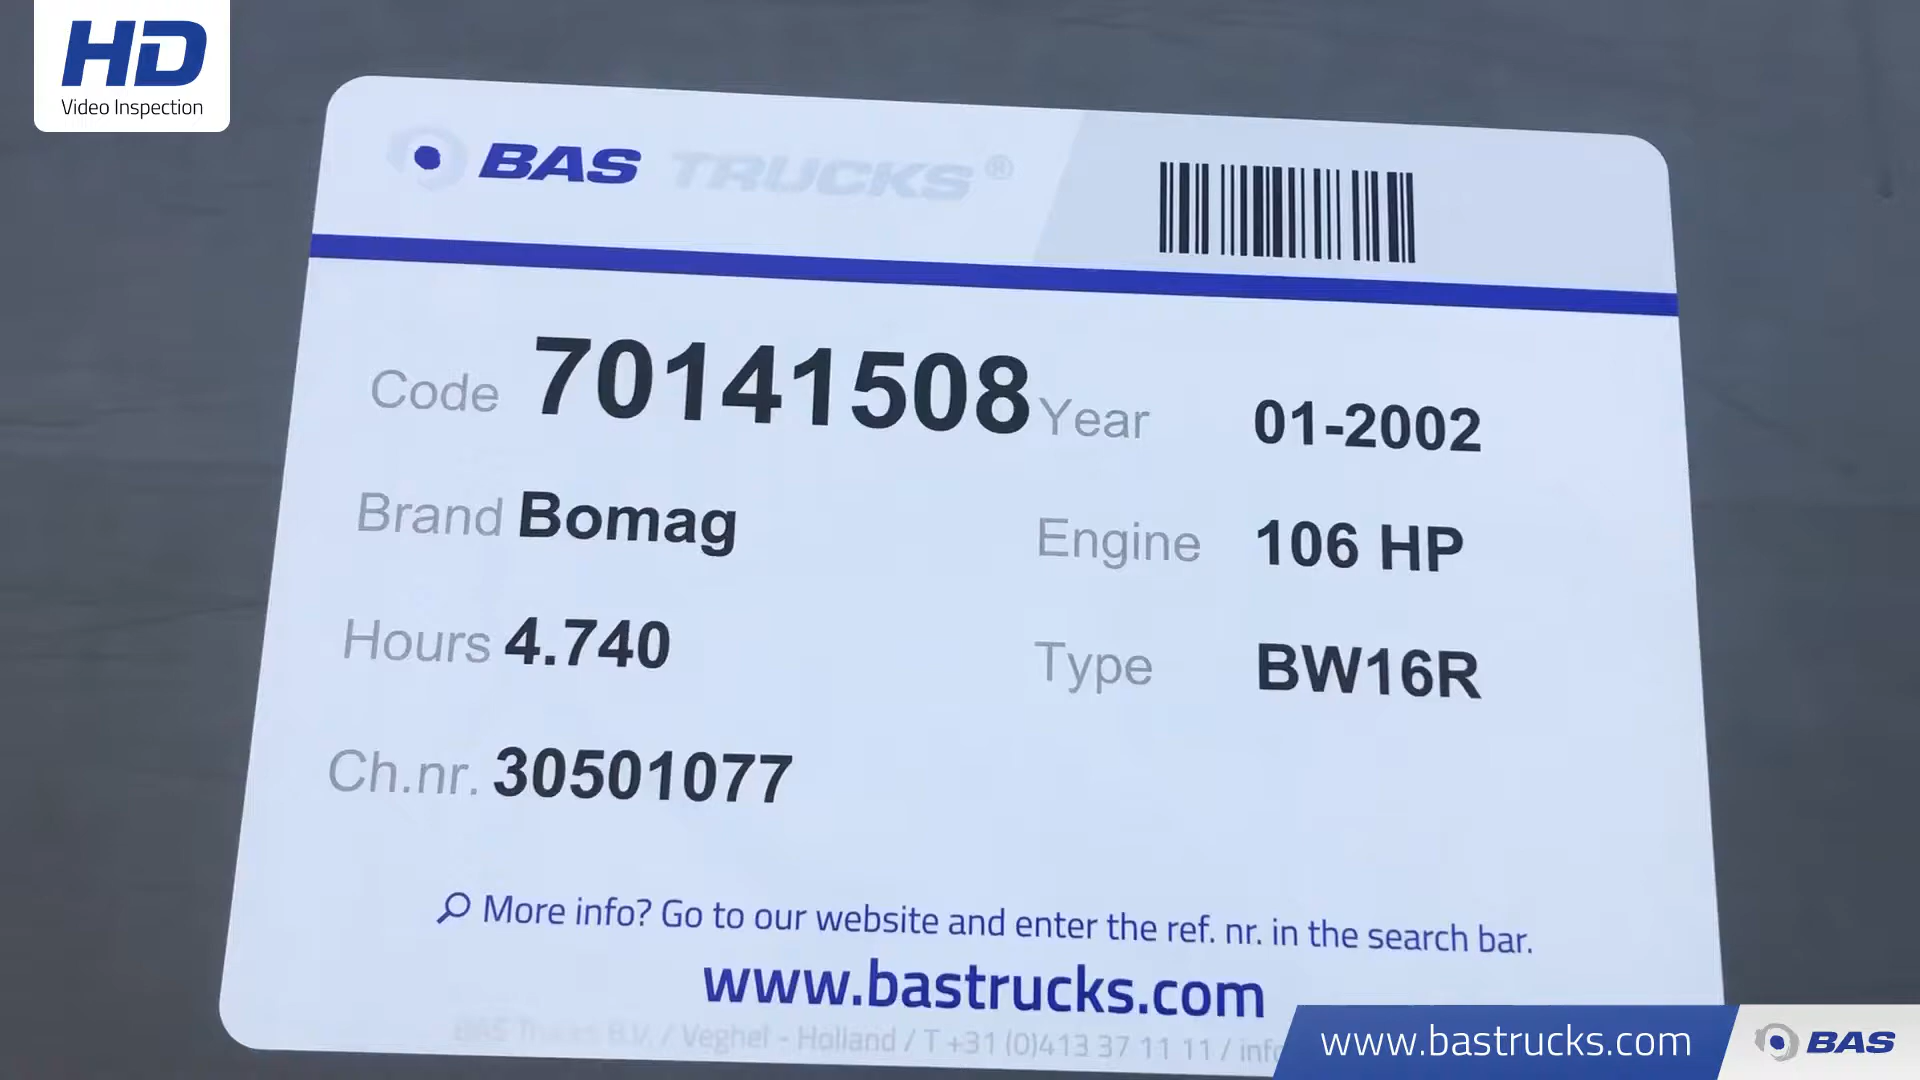 HD
Video Inspection
BAS TRUCKS®
Code 70141508 Year 01-2002
Brand Bomag Engine 106 HP
Hours 4.740 Type BW16R
Ch.nr. 30501077
More info? Go to our website and enter the ref. nr. in the search bar.
www.bastrucks.com
BAS Trucks B.V. / Veghel - Holland / T +31 (0)413 37 11 11 /
www.bastrucks.com BAS